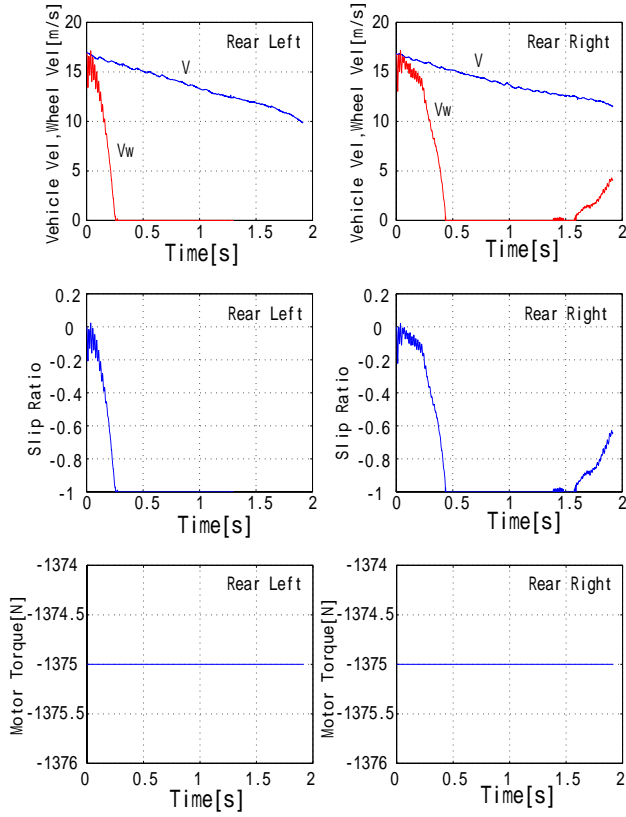 Vehicle Vel,Wheel Vel[m/s]
20
15
10
5
0
Rear Left
V
Vw
0
0.5
1
1.5
2
Time[s]
Vehicle Vel,Wheel Vel[m/s]
20
15
10
5
0
Rear Right
V
Vw
0
0.5
1
1.5
2
Time[s]
Slip Ratio
0.2
0
-0.2
-0.4
-0.6
-0.8
-1
Rear Left
0
0.5
1
1.5
2
Time[s]
Slip Ratio
0.2
0
-0.2
-0.4
-0.6
-0.8
-1
Rear Right
0
0.5
1
1.5
2
Time[s]
Motor Torque[N]
-1374
-1374.5
-1375
-1375.5
-1376
Rear Left
0
0.5
1
1.5
2
Time[s]
Motor Torque[N]
-1374
-1374.5
-1375
-1375.5
-1376
Rear Right
0
0.5
1
1.5
2
Time[s]